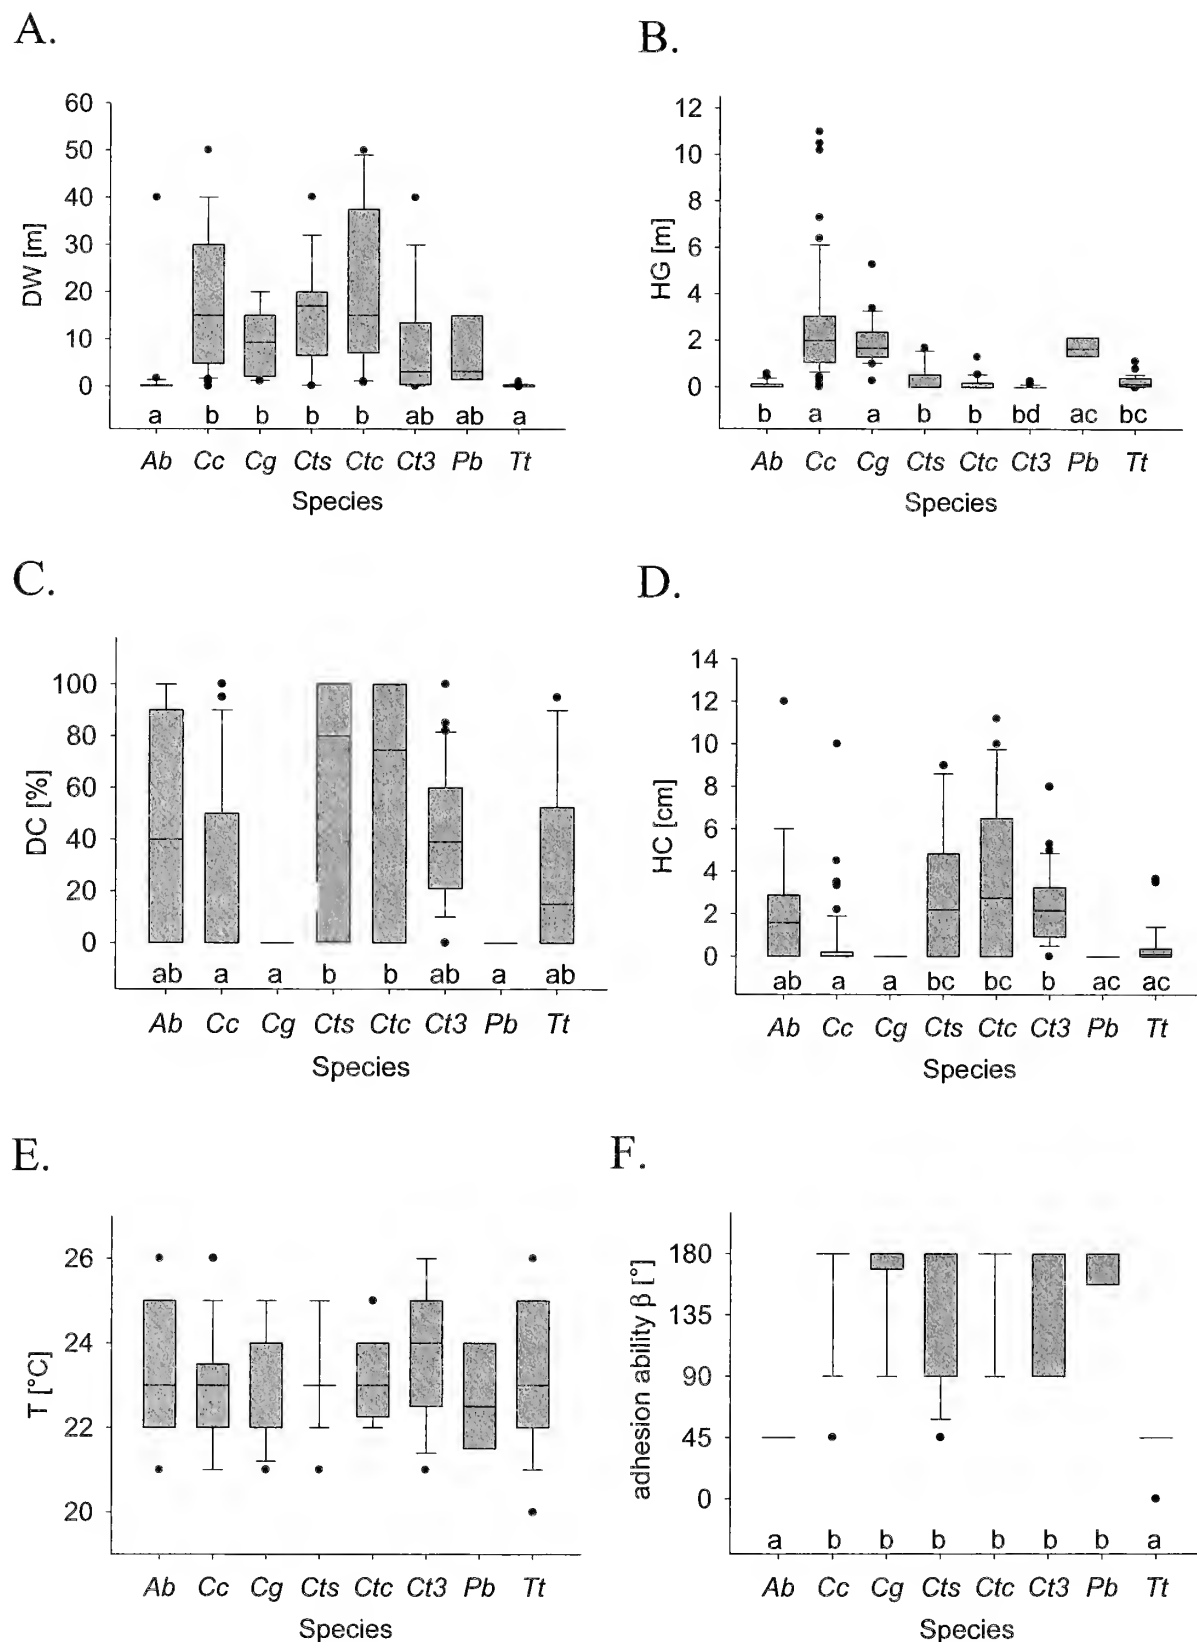 A.
60
50
40
30
20
10
0
DW [m]
a b b b b ab ab a
Ab Cc Cg Cts Ctc Ct3 Pb Tt
Species
B.
12
10
8
6
4
2
0
HG [m]
b a a b b bd ac bc
Ab Cc Cg Cts Ctc Ct3 Pb Tt
Species
C.
100
80
60
40
20
0
DC [%]
ab a a b b ab a ab
Ab Cc Cg Cts Ctc Ct3 Pb Tt
Species
D.
14
12
10
8
6
4
2
0
HC [cm]
ab a a bc bc b ac ac
Ab Cc Cg Cts Ctc Ct3 Pb Tt
Species
E.
26
24
22
20
T [°C]
Ab Cc Cg Cts Ctc Ct3 Pb Tt
Species
F.
180
135
90
45
0
adhesion ability β [°]
a b b b b b b a
Ab Cc Cg Cts Ctc Ct3 Pb Tt
Species